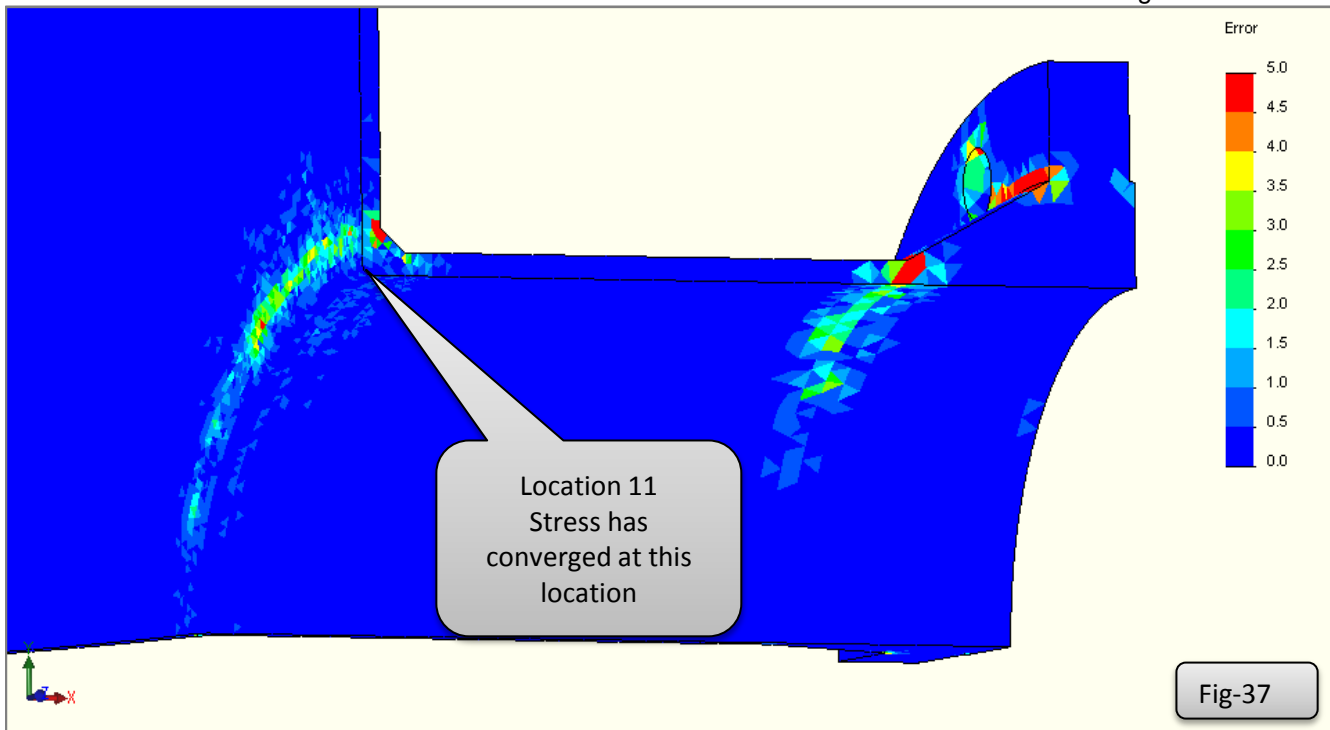 Error
5.0
4.5
4.0
3.5
3.0
2.5
2.0
1.5
1.0
0.5
0.0
Location 11
Stress has
converged at this
location
Y
Z
X
Fig-37